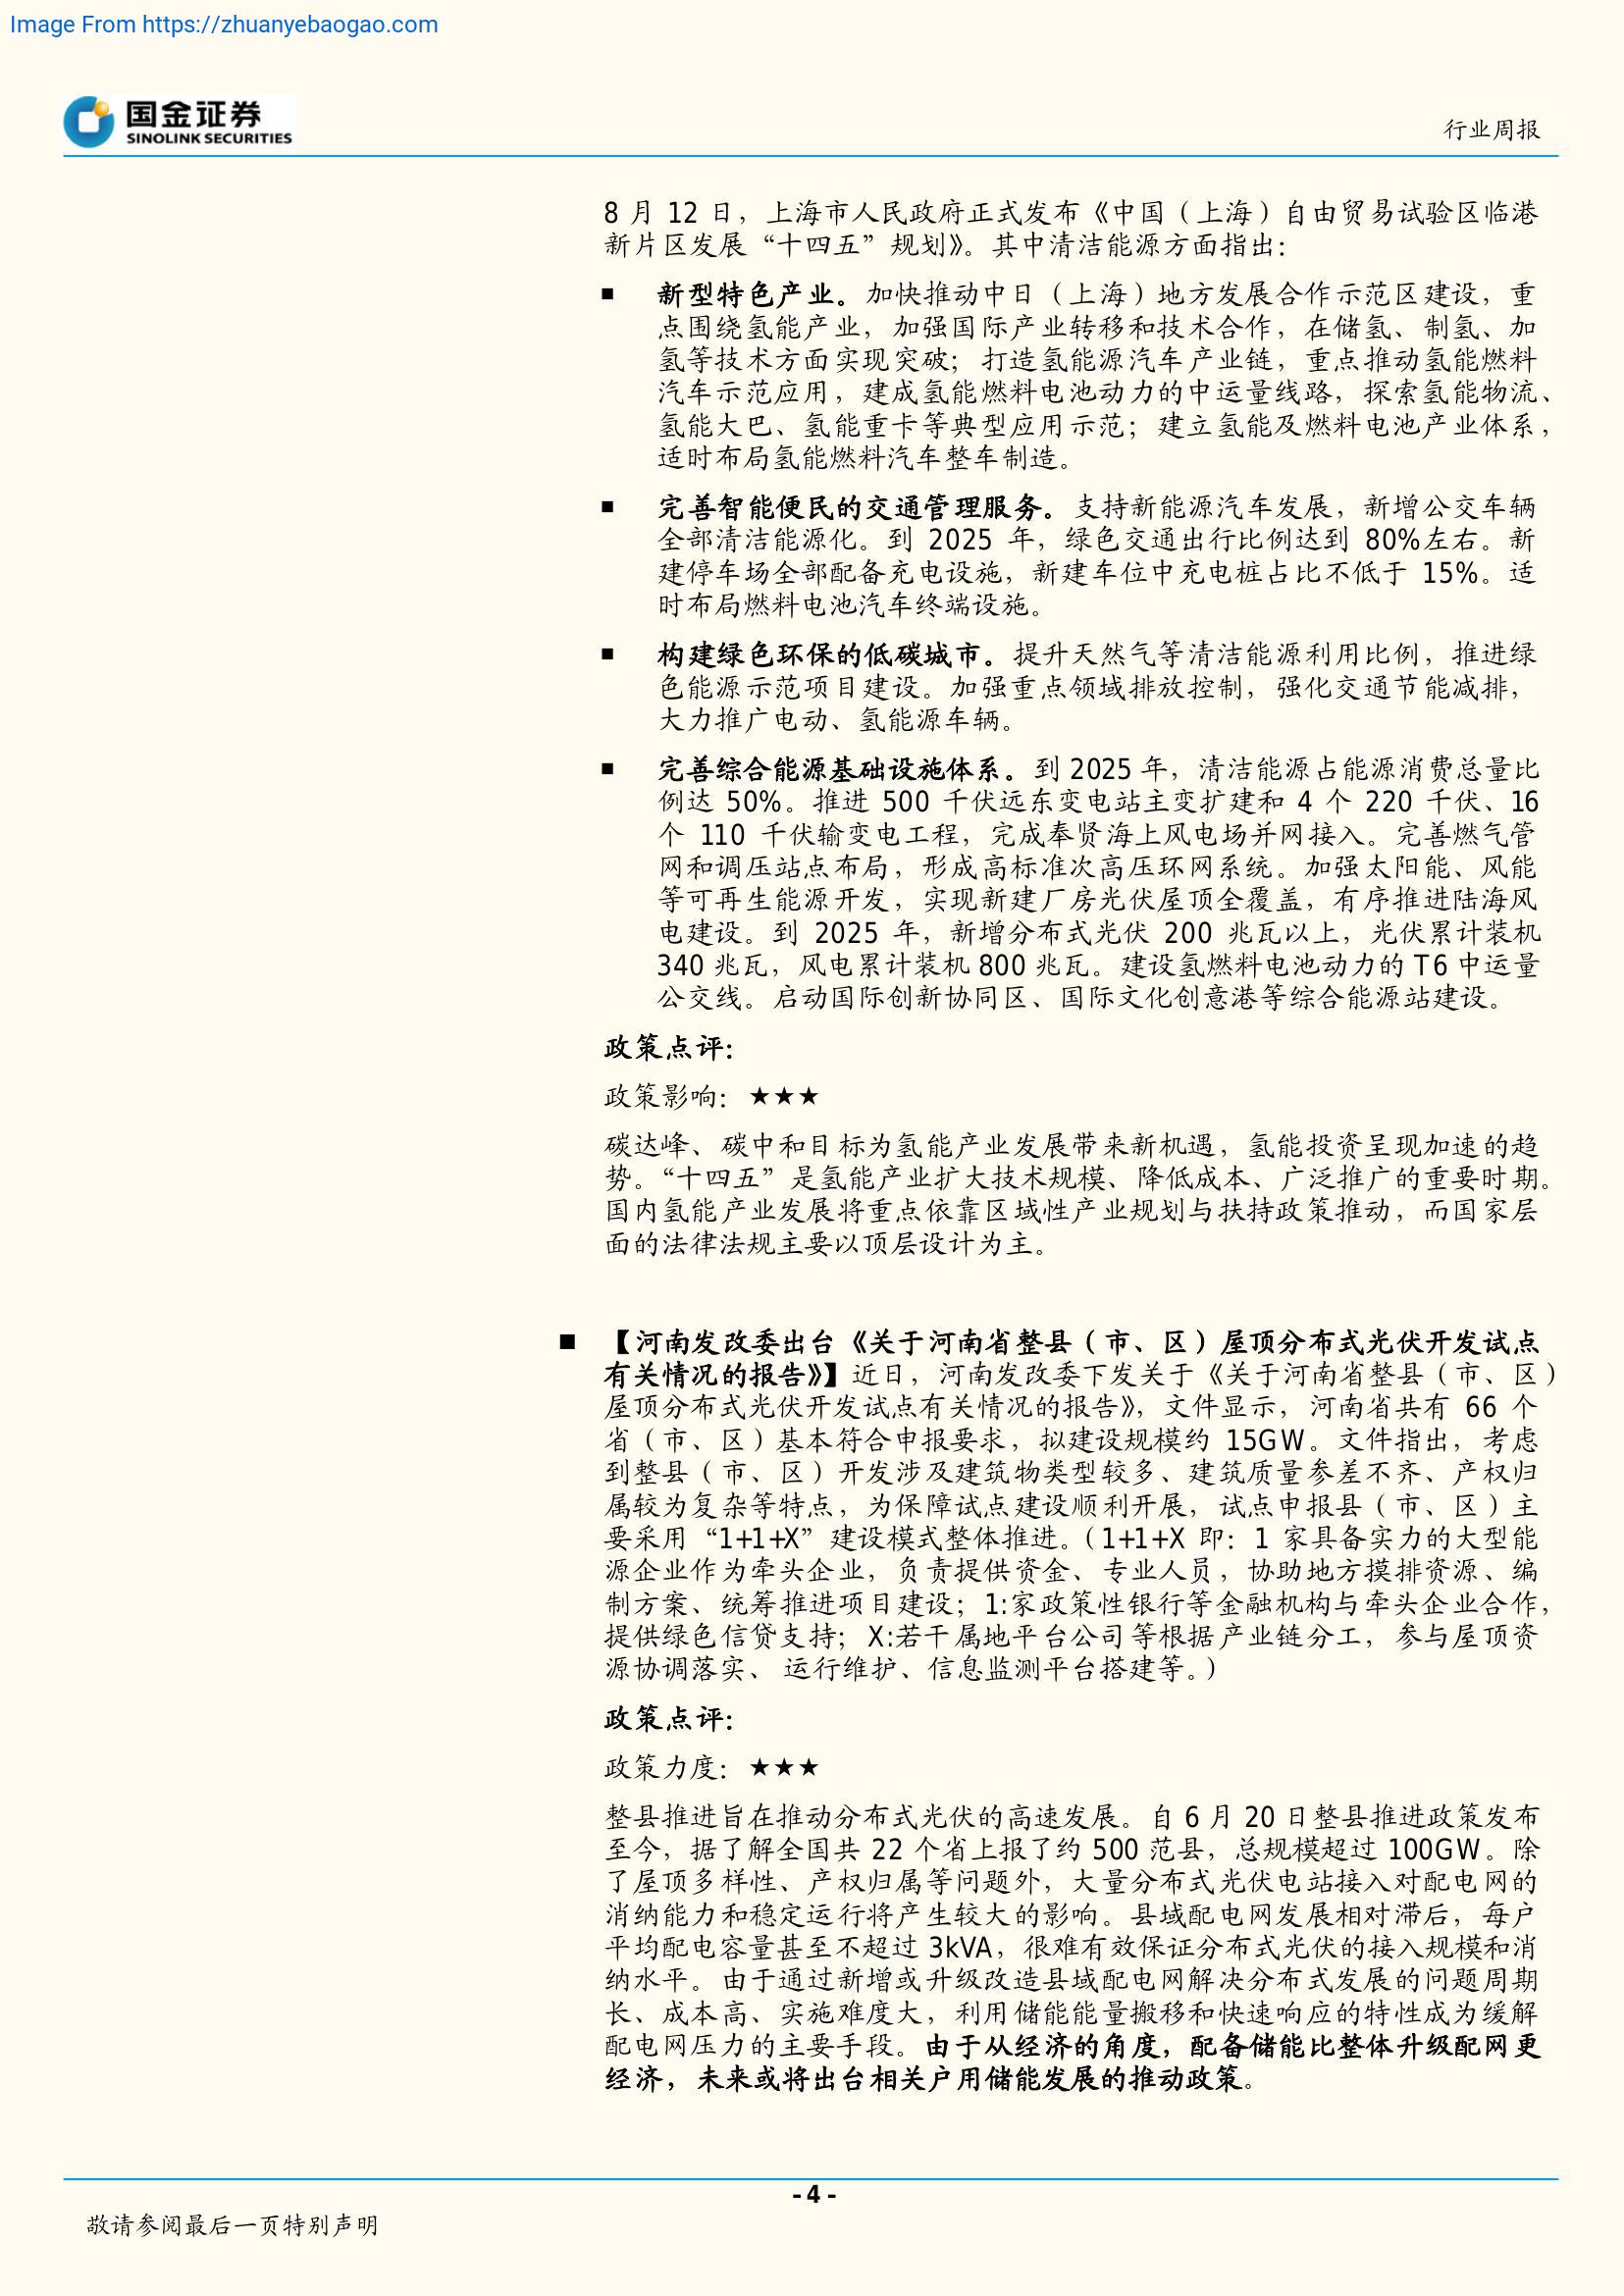 Image From https://zhuanyebaogao.com
国金证券
SINOLINK SECURITIES
行业周报
8 月 12 日，上海市人民政府正式发布《中国（上海）自由贸易试验区临港
新片区发展“十四五”规划》。其中清洁能源方面指出：
■ 新型特色产业。加快推动中日（上海）地方发展合作示范区建设，重
点围绕氢能产业，加强国际产业转移和技术合作，在储氢、制氢、加
氢等技术方面实现突破；打造氢能源汽车产业链，重点推动氢能燃料
汽车示范应用，建成氢能燃料电池动力的中运量线路，探索氢能物流、
氢能大巴、氢能重卡等典型应用示范；建立氢能及燃料电池产业体系，
适时布局氢能燃料汽车整车制造。
■ 完善智能便民的交通管理服务。支持新能源汽车发展，新增公交车辆
全部清洁能源化。到 2025 年，绿色交通出行比例达到 80%左右。新
建停车场全部配备充电设施，新建车位中充电桩占比不低于 15%。适
时布局燃料电池汽车终端设施。
■ 构建绿色环保的低碳城市。提升天然气等清洁能源利用比例，推进绿
色能源示范项目建设。加强重点领域排放控制，强化交通节能减排，
大力推广电动、氢能源车辆。
■ 完善综合能源基础设施体系。到 2025 年，清洁能源占能源消费总量比
例达 50%。推进 500 千伏远东变电站主变扩建和 4 个 220 千伏、16
个 110 千伏输变电工程，完成奉贤海上风电场并网接入。完善燃气管
网和调压站点布局，形成高标准次高压环网系统。加强太阳能、风能
等可再生能源开发，实现新建厂房光伏屋顶全覆盖，有序推进陆海风
电建设。到 2025 年，新增分布式光伏 200 兆瓦以上，光伏累计装机
340 兆瓦，风电累计装机 800 兆瓦。建设氢燃料电池动力的 T6 中运量
公交线。启动国际创新协同区、国际文化创意港等综合能源站建设。
政策点评：
政策影响：★★★
碳达峰、碳中和目标为氢能产业发展带来新机遇，氢能投资呈现加速的趋
势。“十四五”是氢能产业扩大技术规模、降低成本、广泛推广的重要时期。
国内氢能产业发展将重点依靠区域性产业规划与扶持政策推动，而国家层
面的法律法规主要以顶层设计为主。
■ 【河南发改委出台《关于河南省整县（市、区）屋顶分布式光伏开发试点
有关情况的报告》】近日，河南发改委下发关于《关于河南省整县（市、区）
屋顶分布式光伏开发试点有关情况的报告》，文件显示，河南省共有 66 个
省（市、区）基本符合申报要求，拟建设规模约 15GW。文件指出，考虑
到整县（市、区）开发涉及建筑物类型较多、建筑质量参差不齐、产权归
属较为复杂等特点，为保障试点建设顺利开展，试点申报县（市、区）主
要采用“1+1+X”建设模式整体推进。（1+1+X 即：1 家具备实力的大型能
源企业作为牵头企业，负责提供资金、专业人员，协助地方摸排资源、编
制方案、统筹推进项目建设；1:家政策性银行等金融机构与牵头企业合作，
提供绿色信贷支持；X:若干属地平台公司等根据产业链分工，参与屋顶资
源协调落实、 运行维护、信息监测平台搭建等。）
政策点评：
政策力度：★★★
整县推进旨在推动分布式光伏的高速发展。自 6 月 20 日整县推进政策发布
至今，据了解全国共 22 个省上报了约 500 范县，总规模超过 100GW。除
了屋顶多样性、产权归属等问题外，大量分布式光伏电站接入对配电网的
消纳能力和稳定运行将产生较大的影响。县域配电网发展相对滞后，每户
平均配电容量甚至不超过 3kVA，很难有效保证分布式光伏的接入规模和消
纳水平。由于通过新增或升级改造县域配电网解决分布式发展的问题周期
长、成本高、实施难度大，利用储能能量搬移和快速响应的特性成为缓解
配电网压力的主要手段。由于从经济的角度，配备储能比整体升级配网更
经济，未来或将出台相关户用储能发展的推动政策。
- 4 -
敬请参阅最后一页特别声明